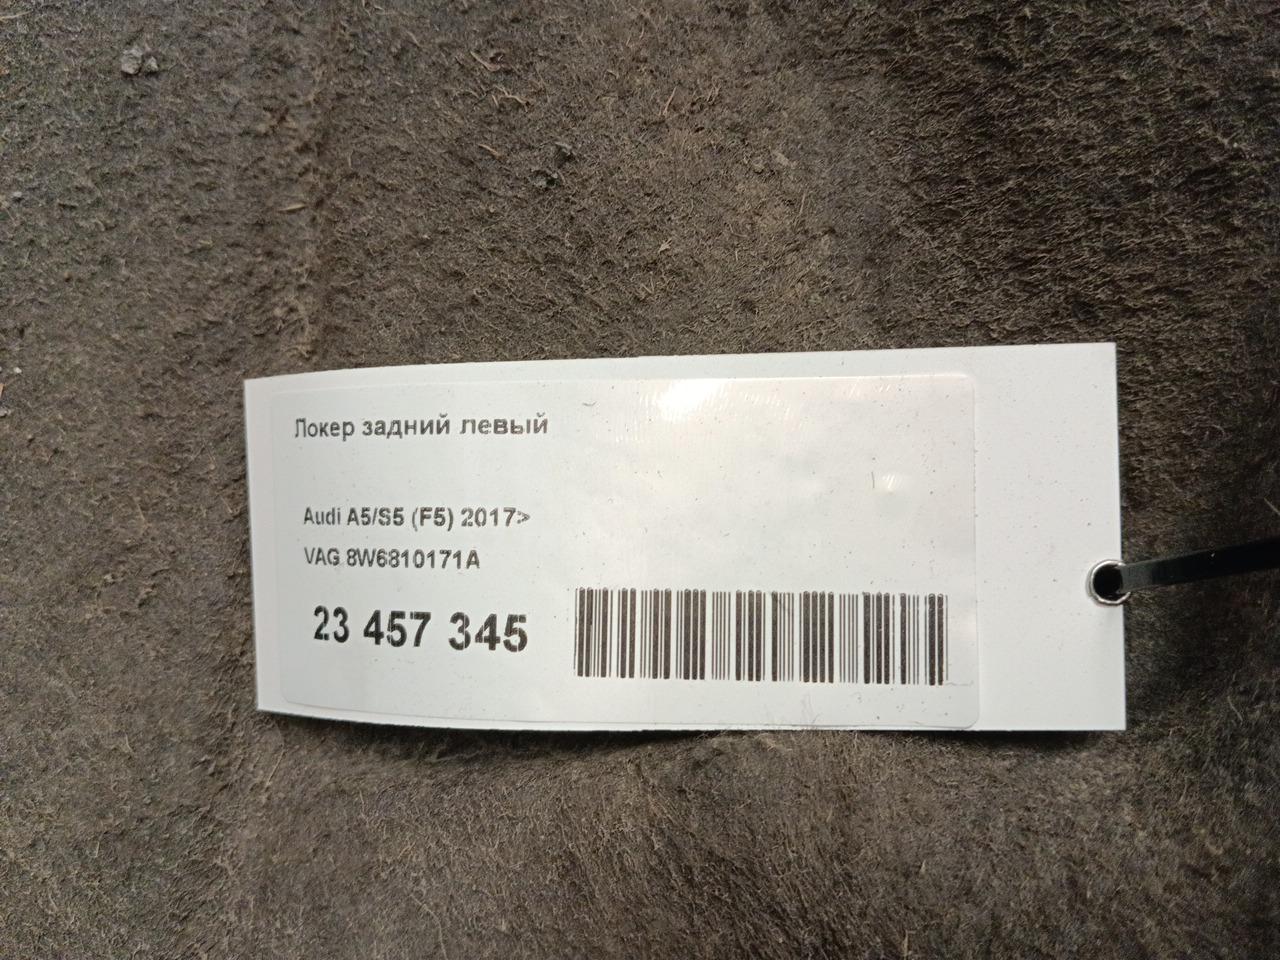 Локер задний левый
Audi A5/S5 (F5) 2017>
VAG 8W6810171A
23 457 345